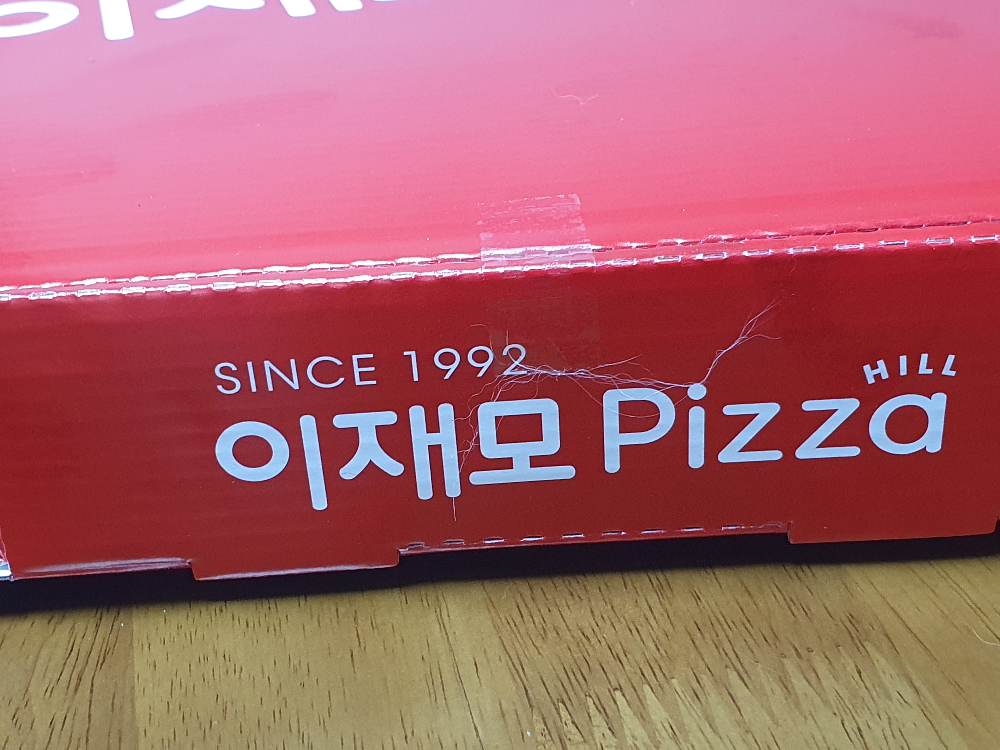 SINCE 1992
HILL
이재모 Pizza